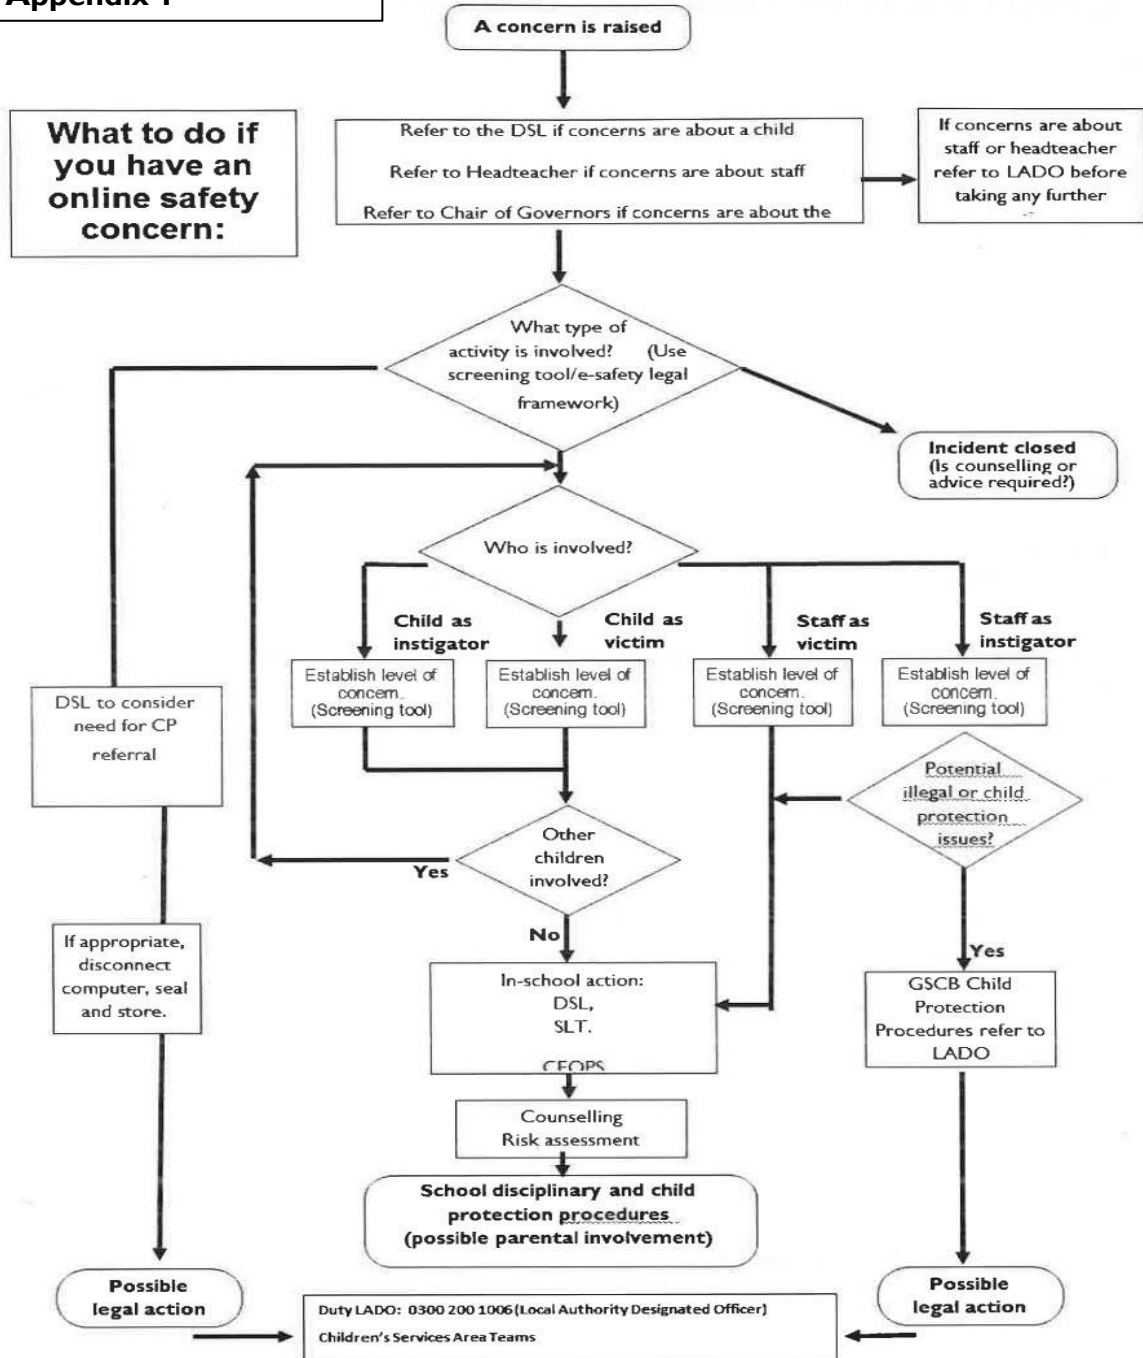 Appendix
A concern is raised
What to do if
you have an
online safety
concern:
Refer to the DSL if concerns are about a child
Refer to Headteacher if concerns are about staff
Refer to Chair of Governors if concerns are about the
If concerns are about
staff or headteacher
refer to LADO before
taking any further
What type of
activity is involved? (Use
screening tool/e-safety legal
framework)
Incident closed
(Is counselling or
advice required?)
Who is involved?
Child as
instigator
Child as
victim
Staff as
victim
Staff as
instigator
Establish level of
concern.
(Screening tool)
Establish level of
concern.
(Screening tool)
Establish level of
concern.
(Screening tool)
Establish level of
concern.
(Screening tool)
DSL to consider
need for CP
referral
Potential
illegal or child
protection
issues?
Other
children
involved?
Yes
No
If appropriate,
disconnect
computer, seal
and store.
In-school action:
DSL,
SLT.
CEOPS
Yes
GSCB Child
Protection
Procedures refer to
LADO
Counselling
Risk assessment
School disciplinary and child
protection procedures
(possible parental involvement)
Possible
legal action
Possible
legal action
Duty LADO: 0300 200 1006 (Local Authority Designated Officer)
Children's Services Area Teams